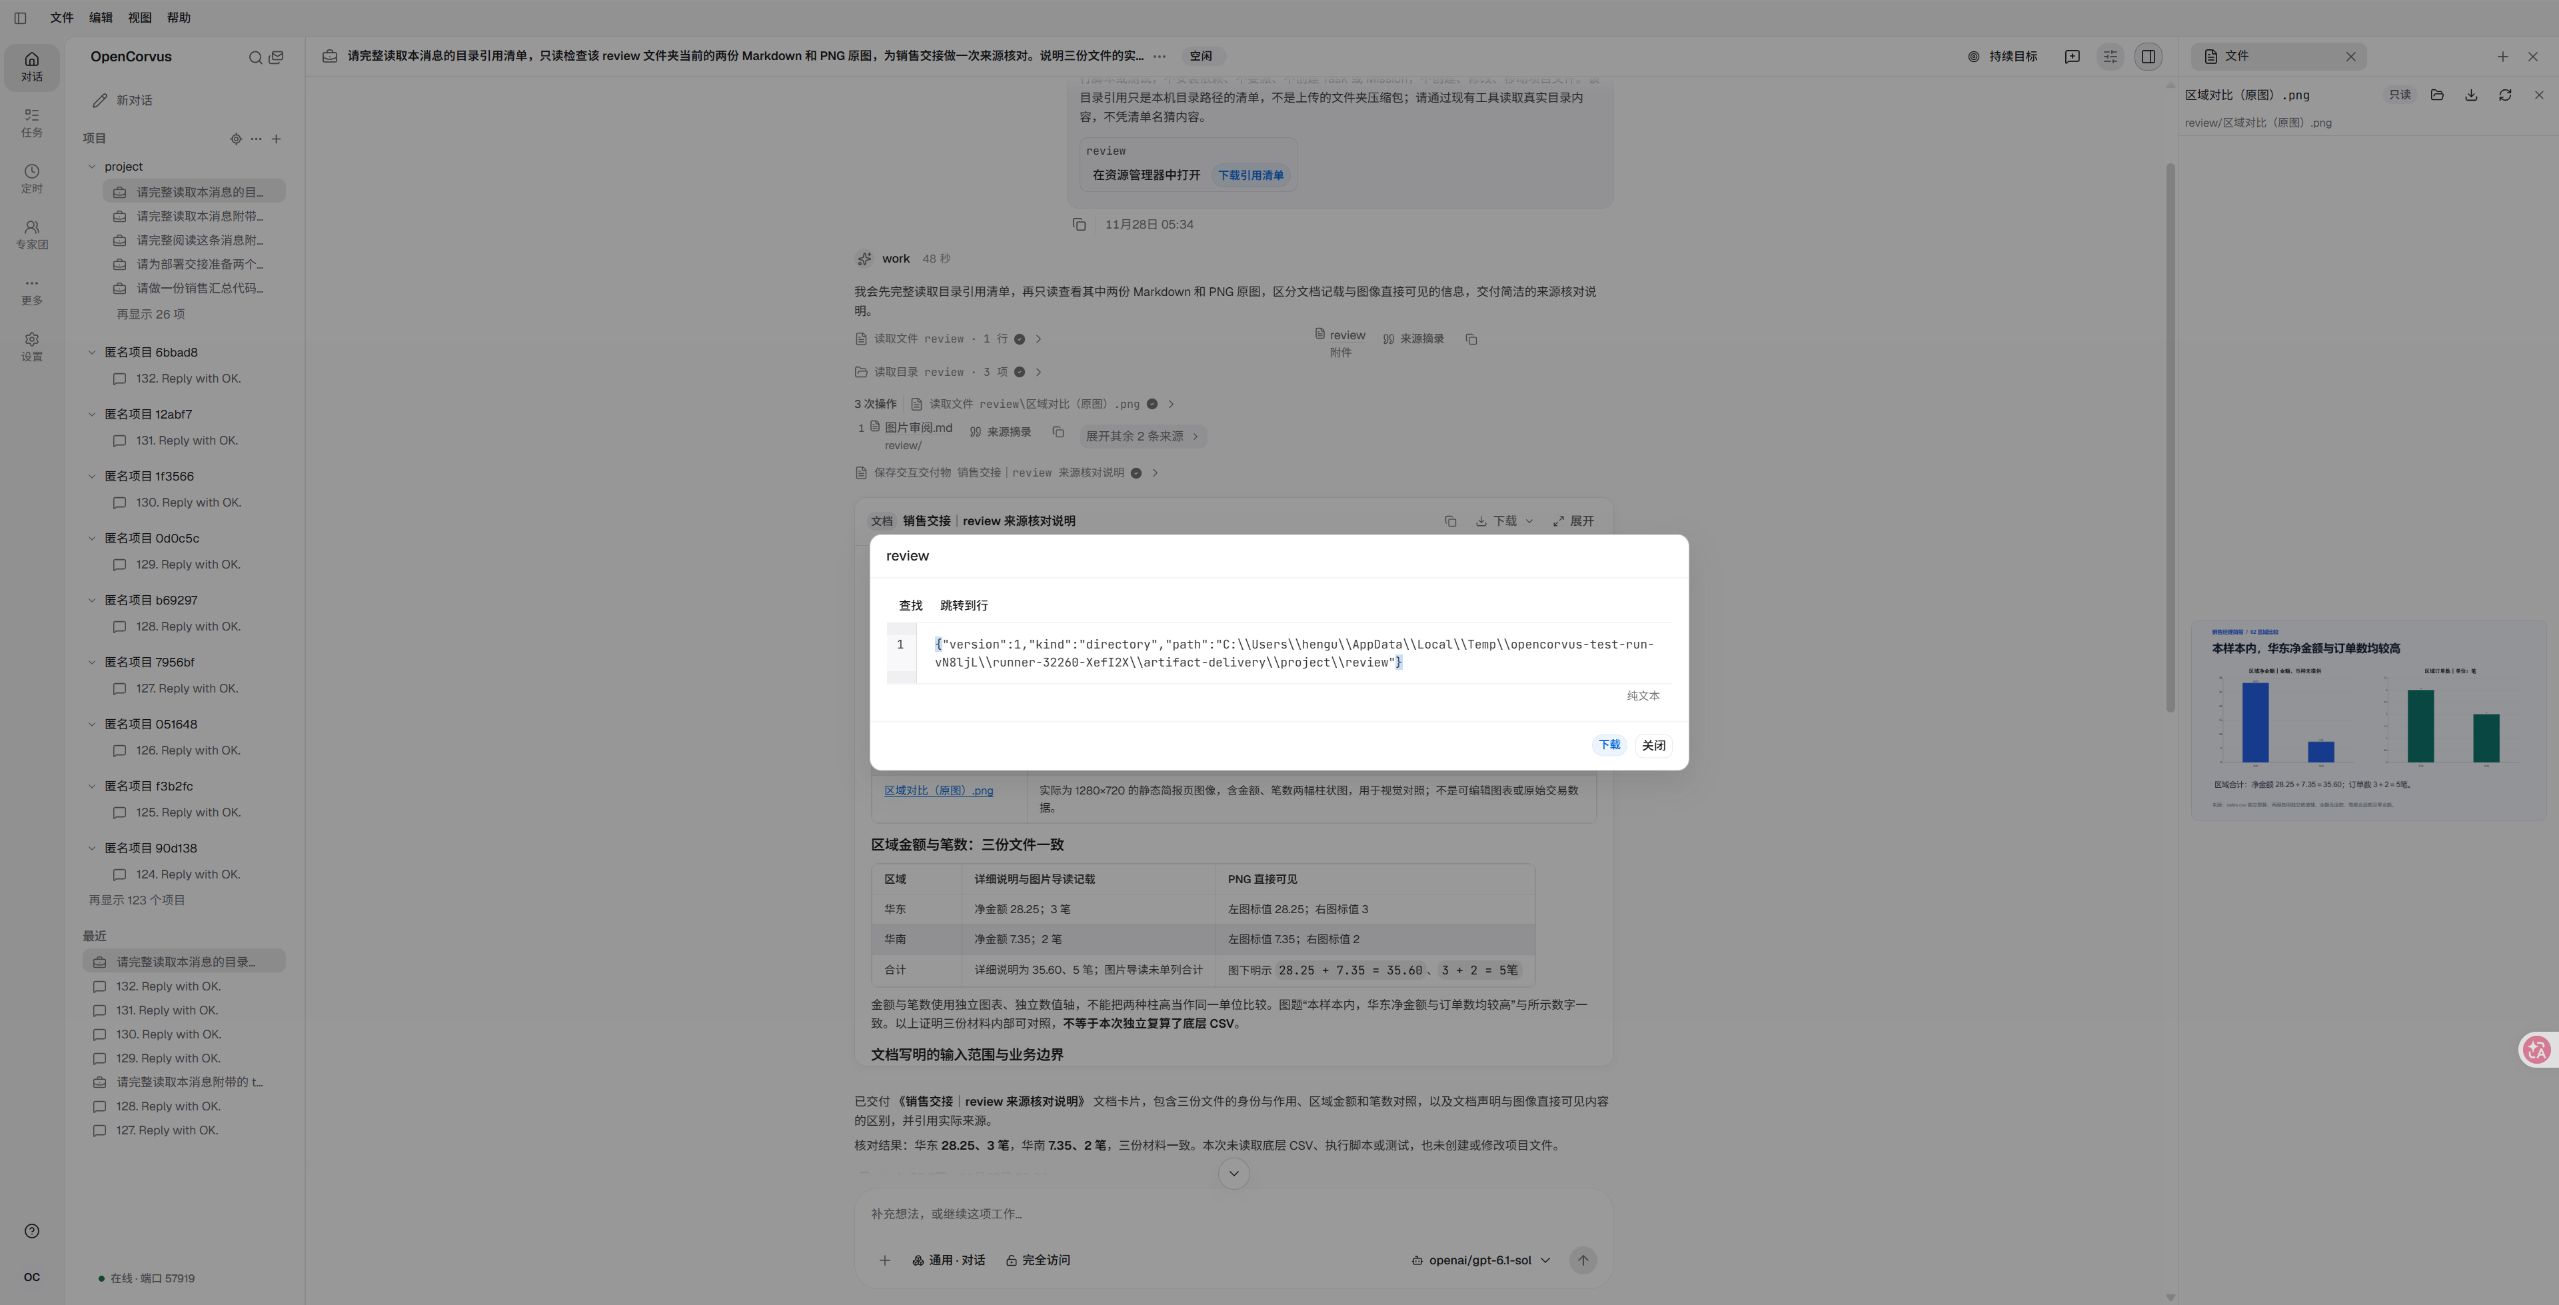 文件 编辑 视图 帮助
对话
任务
定时
专家团
更多
设置
OC
OpenCorvus
新对话
项目
project
请完整读取本消息的目...
请完整读取本消息附带...
请完整阅读这条消息附...
请为部署交接准备两个...
请做一份销售汇总代码...
再显示 26 项
匿名项目 6bbad8
132. Reply with OK.
匿名项目 12abf7
131. Reply with OK.
匿名项目 1f3566
130. Reply with OK.
匿名项目 0d0c5c
129. Reply with OK.
匿名项目 b69297
128. Reply with OK.
匿名项目 7956bf
127. Reply with OK.
匿名项目 051648
126. Reply with OK.
匿名项目 f3b2fc
125. Reply with OK.
匿名项目 90d138
124. Reply with OK.
再显示 123 个项目
最近
请完整读取本消息的目录...
132. Reply with OK.
131. Reply with OK.
130. Reply with OK.
129. Reply with OK.
请完整读取本消息附带的 t...
128. Reply with OK.
127. Reply with OK.
在线 · 端口 57919
请完整读取本消息的目录引用清单，只读检查该 review 文件夹当前的两份 Markdown 和 PNG 原图，为销售交接做一次来源核对。说明三份文件的实... 空闲 持续目标
目录引用只是本机目录路径的清单，不是上传的文件夹压缩包；请通过现有工具读取真实目录内
容，不凭清单名猜内容。
review
在资源管理器中打开 下载引用清单
11月28日 05:34
work 48 秒
我会先完整读取目录引用清单，再只读查看其中两份 Markdown 和 PNG 原图，区分文档记载与图像直接可见的信息，交付简洁的来源核对说
明。
读取文件 review · 1 行
review 来源摘录
附件
读取目录 review · 3 项
3 次操作 读取文件 review\区域对比（原图）.png
1 图片审阅.md 来源摘录 展开其余 2 条来源
review/
保存交互交付物 销售交接｜review 来源核对说明
文档 销售交接｜review 来源核对说明 下载 展开
review
查找 跳转到行
1 {"version":1,"kind":"directory","path":"C:\\Users\\hengu\\AppData\\Local\\Temp\\opencorvus-test-run-
vN8ljL\\runner-32260-XefI2X\\artifact-delivery\\project\\review"}
纯文本
下载 关闭
区域对比（原图）.png 实际为 1280×720 的静态简报页图像，含金额、笔数两幅柱状图，用于视觉对照；不是可编辑图表或原始交易数
据。
区域金额与笔数：三份文件一致
区域 详细说明与图片导读记载 PNG 直接可见
华东 净金额 28.25；3 笔 左图标值 28.25；右图标值 3
华南 净金额 7.35；2 笔 左图标值 7.35；右图标值 2
合计 详细说明为 35.60、5 笔；图片导读未单列合计 图下明示 28.25 + 7.35 = 35.60、3 + 2 = 5笔
金额与笔数使用独立图表、独立数值轴，不能把两种柱高当作同一单位比较。图题“本样本内，华东净金额与订单数均较高”与所示数字一
致。以上证明三份材料内部可对照，不等于本次独立复算了底层 CSV。
文档写明的输入范围与业务边界
已交付 《销售交接｜review 来源核对说明》 文档卡片，包含三份文件的身份与作用、区域金额和笔数对照，以及文档声明与图像直接可见内容
的区别，并引用实际来源。
核对结果：华东 28.25、3 笔，华南 7.35、2 笔，三份材料一致。本次未读取底层 CSV、执行脚本或测试，也未创建或修改项目文件。
补充想法，或继续这项工作...
通用 · 对话 完全访问 openai/gpt-6.1-sol
文件
区域对比（原图）.png 只读
review/区域对比（原图）.png
本样本内，华东净金额与订单数均较高
区域合计：净金额 28.25 + 7.35 = 35.60；订单数 3 + 2 = 5笔。